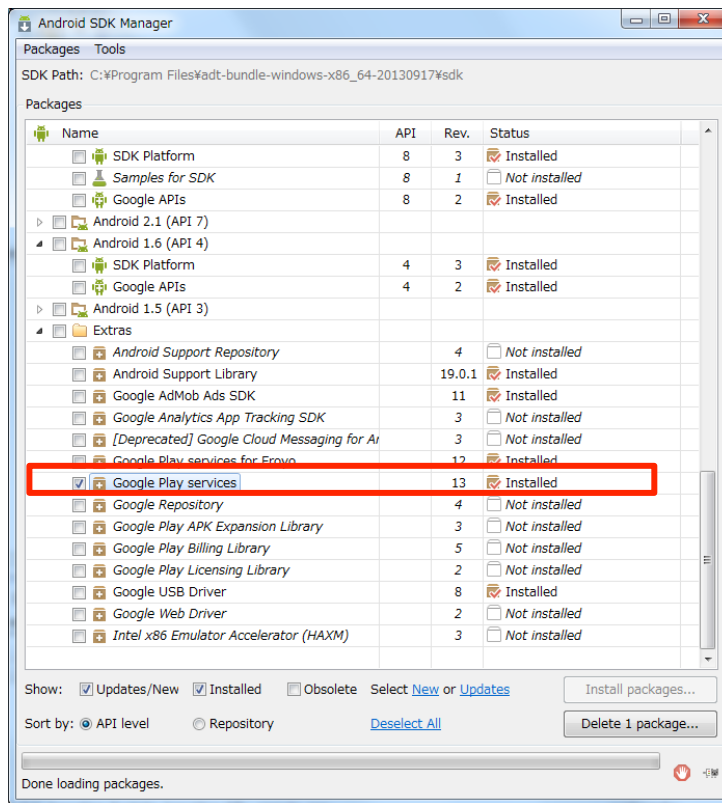 Android SDK Manager
Packages Tools
SDK Path: C:¥Program Files¥adt-bundle-windows-x86_64-20130917¥sdk
Packages
Name API Rev. Status
SDK Platform 8 3 Installed
Samples for SDK 8 1 Not installed
Google APIs 8 2 Installed
Android 2.1 (API 7)
Android 1.6 (API 4)
SDK Platform 4 3 Installed
Google APIs 4 2 Installed
Android 1.5 (API 3)
Extras
Android Support Repository 4 Not installed
Android Support Library 19.0.1 Installed
Google AdMob Ads SDK 11 Installed
Google Analytics App Tracking SDK 3 Not installed
[Deprecated] Google Cloud Messaging for Ar 3 Not installed
Google Play services for Froyo 12 Installed
Google Play services 13 Installed
Google Repository 4 Not installed
Google Play APK Expansion Library 3 Not installed
Google Play Billing Library 5 Not installed
Google Play Licensing Library 2 Not installed
Google USB Driver 8 Installed
Google Web Driver 2 Not installed
Intel x86 Emulator Accelerator (HAXM) 3 Not installed
Show: Updates/New Installed Obsolete Select New or Updates Install packages...
Sort by: API level Repository Deselect All Delete 1 package...
Done loading packages.